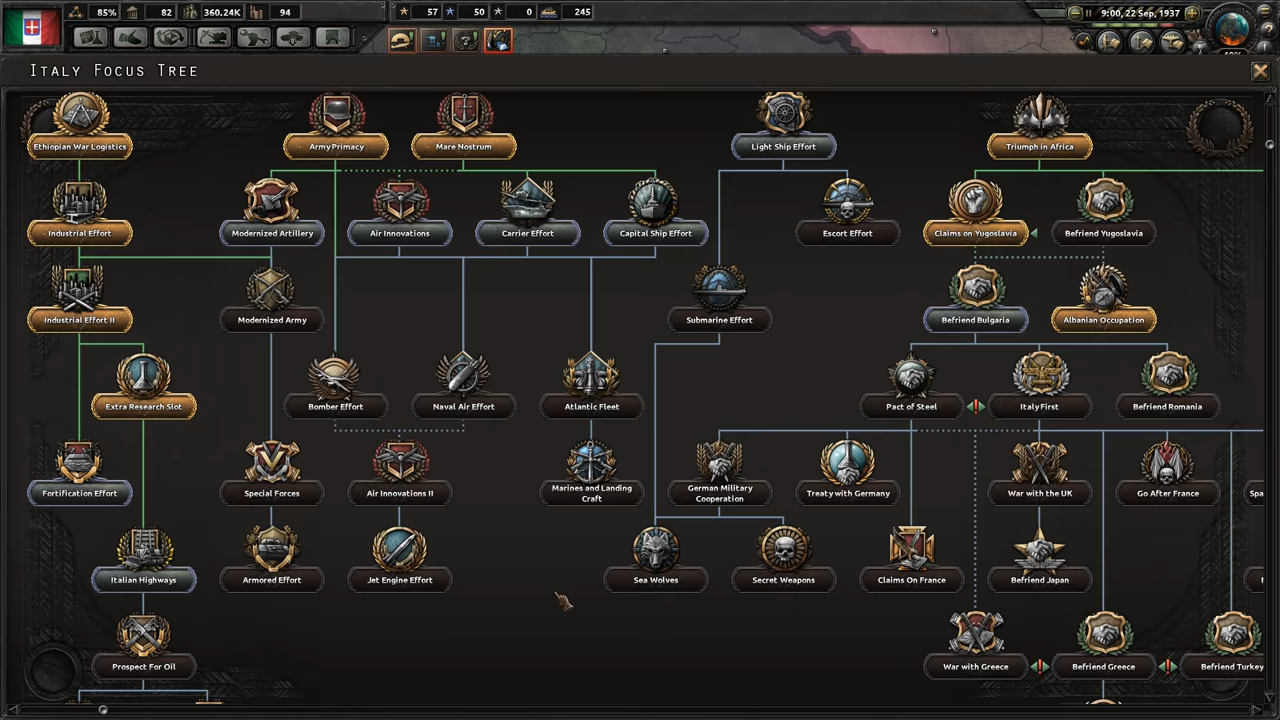 85%
82
360.24K
94
57
50
0
245
9:00, 22 Sep, 1937
Italy Focus Tree
Ethiopian War Logistics
Army Primacy
Mare Nostrum
Light Ship Effort
Triumph in Africa
Industrial Effort
Modernized Artillery
Air Innovations
Carrier Effort
Capital Ship Effort
Escort Effort
Claims on Yugoslavia
Befriend Yugoslavia
Industrial Effort II
Modernized Army
Submarine Effort
Befriend Bulgaria
Albanian Occupation
Extra Research Slot
Bomber Effort
Naval Air Effort
Atlantic Fleet
Pact of Steel
Italy First
Befriend Romania
Fortification Effort
Special Forces
Air Innovations II
Marines and Landing
Craft
German Military
Cooperation
Treaty with Germany
War with the UK
Go After France
Spa
Italian Highways
Armored Effort
Jet Engine Effort
Sea Wolves
Secret Weapons
Claims On France
Befriend Japan
Prospect For Oil
War with Greece
Befriend Greece
Befriend Turkey